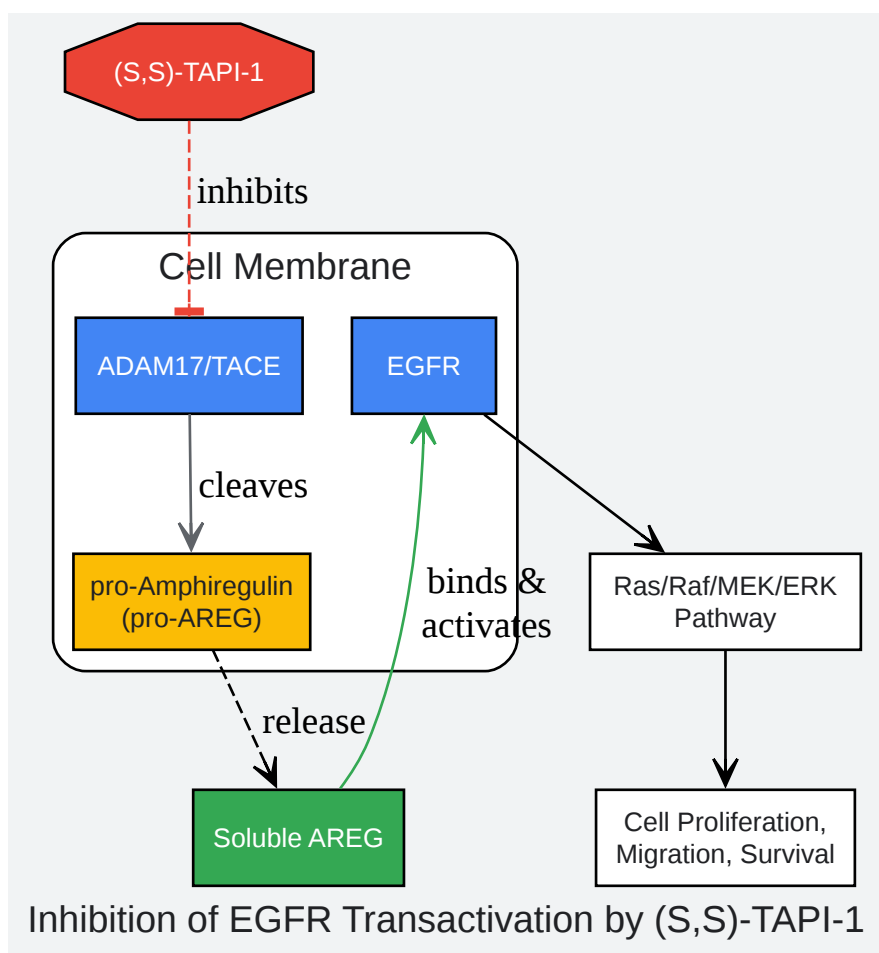 (S,S)-TAPI-1
inhibits
Cell Membrane
ADAM17/TACE
EGFR
cleaves
pro-Amphiregulin
(pro-AREG)
binds &
activates
Ras/Raf/MEK/ERK
Pathway
release
Soluble AREG
Cell Proliferation,
Migration, Survival
Inhibition of EGFR Transactivation by (S,S)-TAPI-1